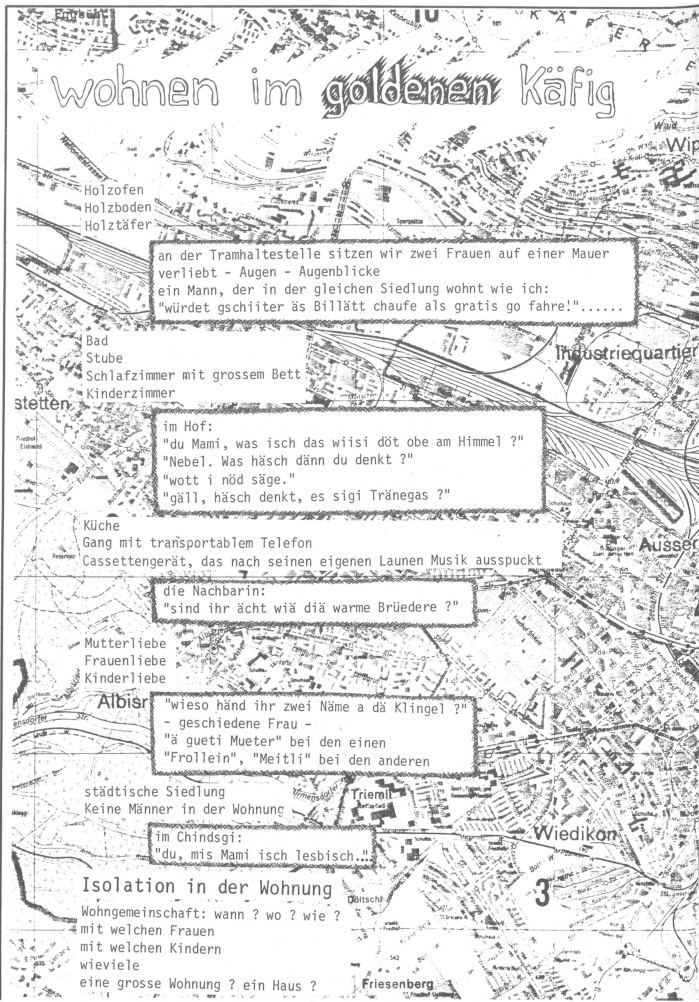 10
KÄFERB
wohnen im goldenen Käfig
Waid
Wip
Nationalstrasse
Sportplätze
Holzofen
Holzboden
Holztäfer
an der Tramhaltestelle sitzen wir zwei Frauen auf einer Mauer
verliebt - Augen - Augenblicke
ein Mann, der in der gleichen Siedlung wohnt wie ich:
"würdet gschiiter äs Billätt chaufe als gratis go fahre!"......
Bad
Stube
Schlafzimmer mit grossem Bett
Kinderzimmer
Industriequartier
stetten
im Hof:
"du Mami, was isch das wiisi döt obe am Himmel ?"
"Nebel. Was häsch dänn du denkt ?"
"wott i nöd säge."
"gäll, häsch denkt, es sigi Tränegas ?"
Küche
Gang mit transportablem Telefon
Cassettengerät, das nach seinen eigenen Launen Musik ausspuckt
Ausser
die Nachbarin:
"sind ihr ächt wiä diä warme Brüedere ?"
Mutterliebe
Frauenliebe
Kinderliebe
Albisr
"wieso händ ihr zwei Näme a dä Klingel ?"
- geschiedene Frau -
"ä gueti Mueter" bei den einen
"Frollein", "Meitli" bei den anderen
städtische Siedlung
Keine Männer in der Wohnung
Triemli
im Chindsgi:
"du, mis Mami isch lesbisch..."
Wiedikon
3
Isolation in der Wohnung
Wohngemeinschaft: wann ? wo ? wie ?
mit welchen Frauen
mit welchen Kindern
wieviele
eine grosse Wohnung ? ein Haus ?
Friesenberg